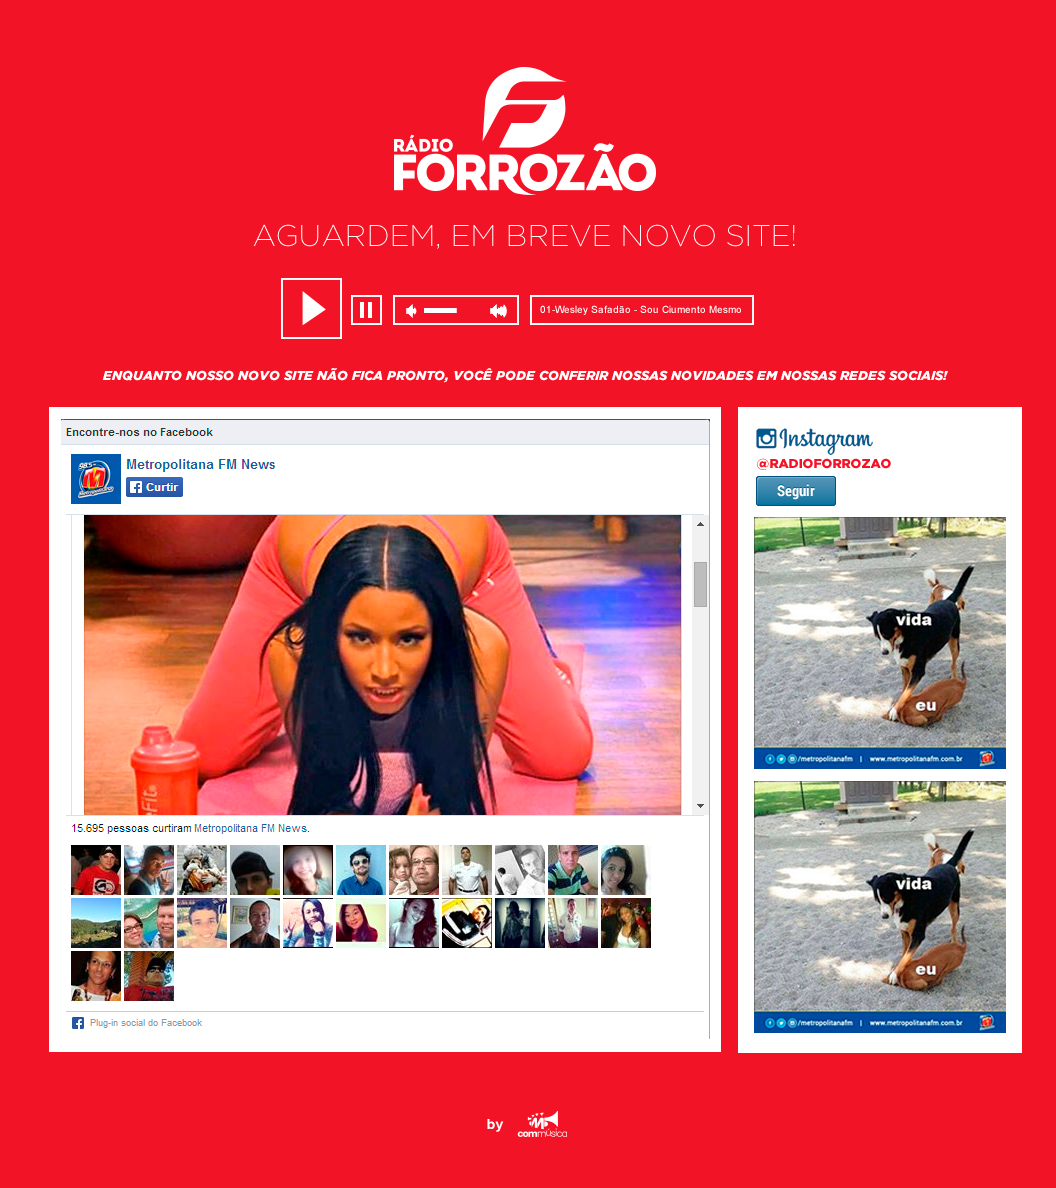 RÁDIO
FORROZÃO
AGUARDEM, EM BREVE NOVO SITE!
01-Wesley Safadão - Sou Ciumento Mesmo
ENQUANTO NOSSO NOVO SITE NÃO FICA PRONTO, VOCÊ PODE CONFERIR NOSSAS NOVIDADES EM NOSSAS REDES SOCIAIS!
Encontre-nos no Facebook
98.5
Metropolitana
Metropolitana FM News
Curtir
15.695 pessoas curtiram Metropolitana FM News.
Plug-in social do Facebook
Instagram
@RADIOFORROZAO
Seguir
vida
eu
/metropolitanafm | www.metropolitanafm.com.br
vida
eu
/metropolitanafm | www.metropolitanafm.com.br
by
commúsica